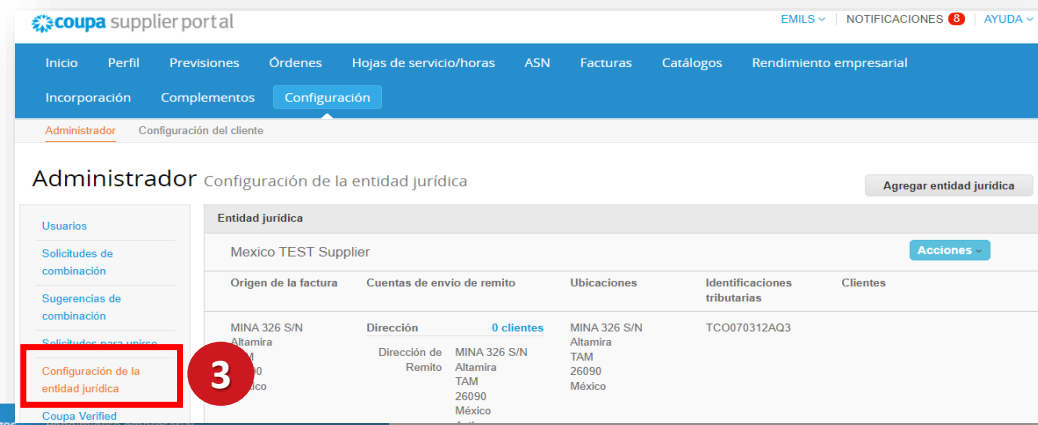 coupa supplier portal
EMILS NOTIFICACIONES 8 AYUDA
Inicio Perfil Previsiones Órdenes Hojas de servicio/horas ASN Facturas Catálogos Rendimiento empresarial
Incorporación Complementos Configuración
Administrador Configuración del cliente
Administrador Configuración de la entidad jurídica
Agregar entidad jurídica
Usuarios
Solicitudes de
combinación
Sugerencias de
combinación
Solicitudes para unirse
Configuración de la
entidad jurídica
Coupa Verified
3
Entidad jurídica
Mexico TEST Supplier Acciones
Origen de la factura Cuentas de envío de remito Ubicaciones Identificaciones tributarias Clientes
MINA 326 S/N
Altamira
México
Dirección 0 clientes
Dirección de
Remito
MINA 326 S/N
Altamira
TAM
26090
México
MINA 326 S/N
Altamira
TAM
26090
México
TCO070312AQ3